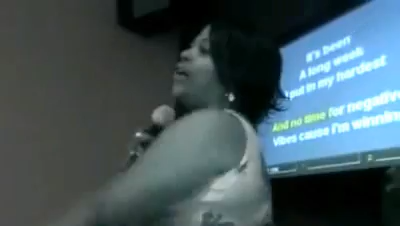 It's been
A long week
put in my hardest
And no time for negative
Vibes cause I'm winning